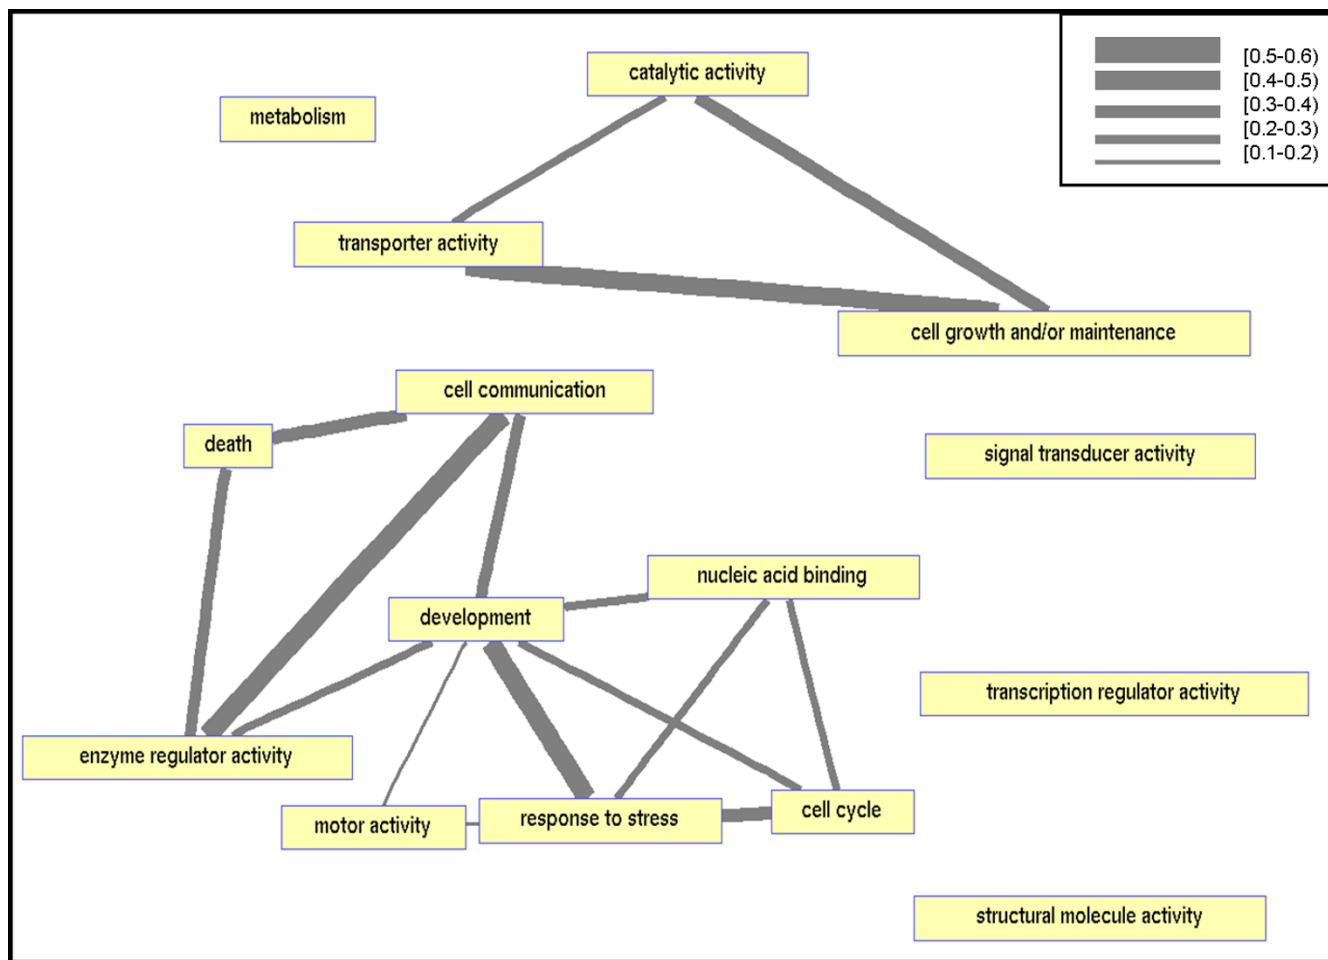 catalytic activity
metabolism
[0.5-0.6)
[0.4-0.5)
[0.3-0.4)
[0.2-0.3)
[0.1-0.2)
transporter activity
cell growth and/or maintenance
cell communication
death
signal transducer activity
nucleic acid binding
development
transcription regulator activity
enzyme regulator activity
motor activity
response to stress
cell cycle
structural molecule activity